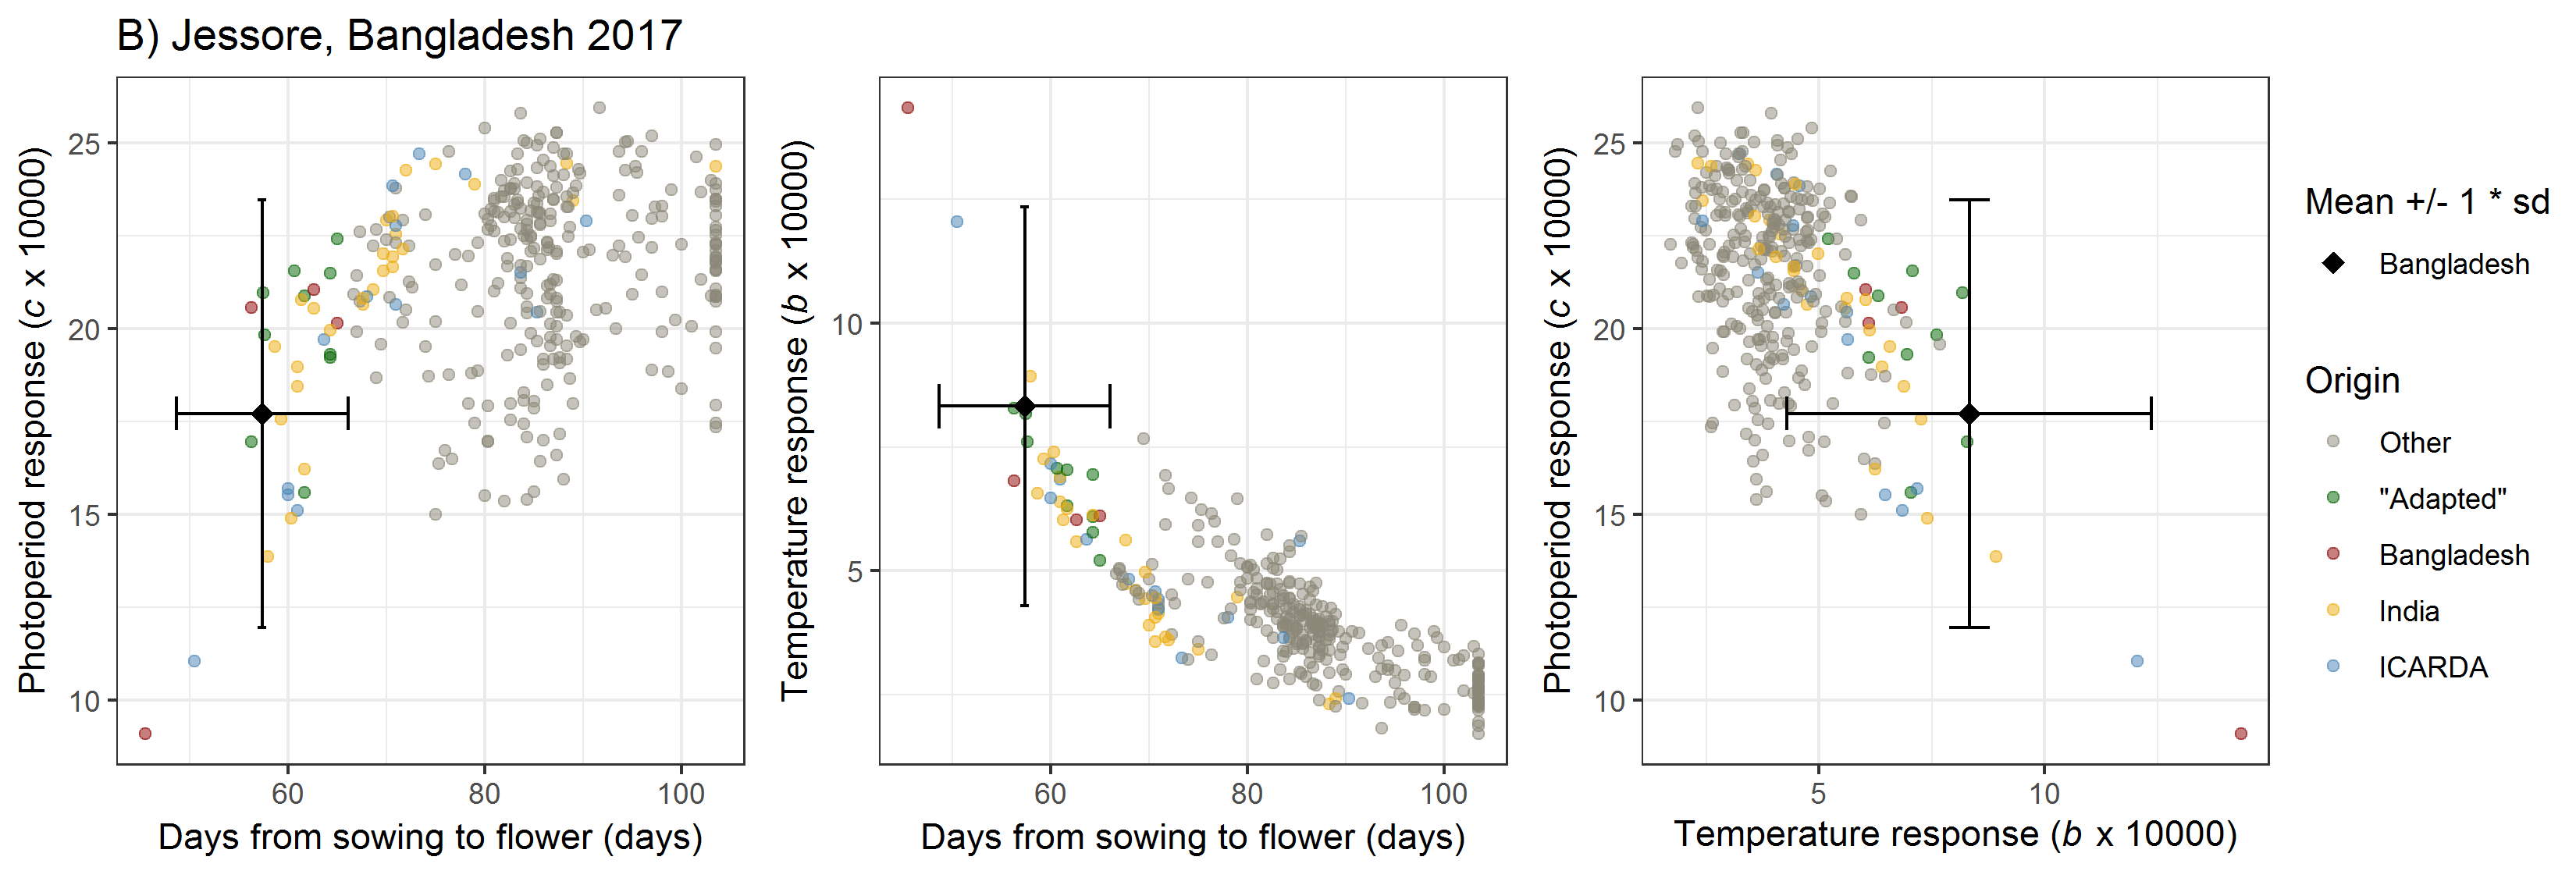 B) Jessore, Bangladesh 2017
Photoperiod response (c x 10000)
25
20
15
10
60 80 100
Days from sowing to flower (days)
Temperature response (b x 10000)
10
5
60 80 100
Days from sowing to flower (days)
Photoperiod response (c x 10000)
25
20
15
10
5 10
Temperature response (b x 10000)
Mean +/- 1 * sd
Bangladesh
Origin
Other
"Adapted"
Bangladesh
India
ICARDA